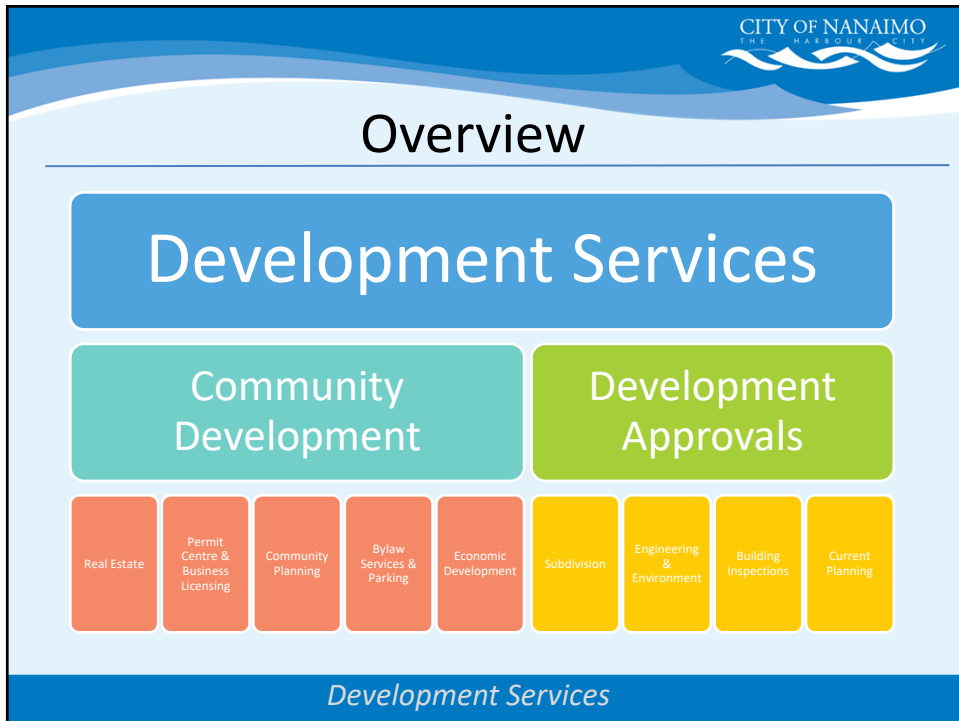 CITY OF NANAIMO
THE HARBOUR CITY
Overview
Development Services
Community
Development
Development
Approvals
Real Estate
Permit
Centre &
Business
Licensing
Community
Planning
Bylaw
Services &
Parking
Economic
Development
Subdivision
Engineering
&
Environment
Building
Inspections
Current
Planning
Development Services